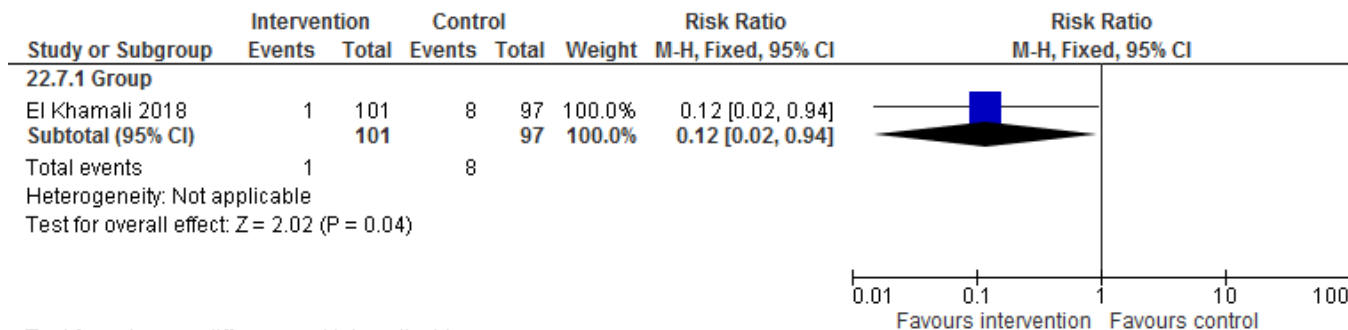 Intervention Control Risk Ratio Risk Ratio
Study or Subgroup Events Total Events Total Weight M-H, Fixed, 95% CI M-H, Fixed, 95% CI
22.7.1 Group
El Khamali 2018 1 101 8 97 100.0% 0.12 [0.02, 0.94]
Subtotal (95% CI) 101 97 100.0% 0.12 [0.02, 0.94]
Total events 1 8
Heterogeneity: Not applicable
Test for overall effect: Z = 2.02 (P = 0.04)
0.01 0.1 1 10 100
Favours intervention Favours control